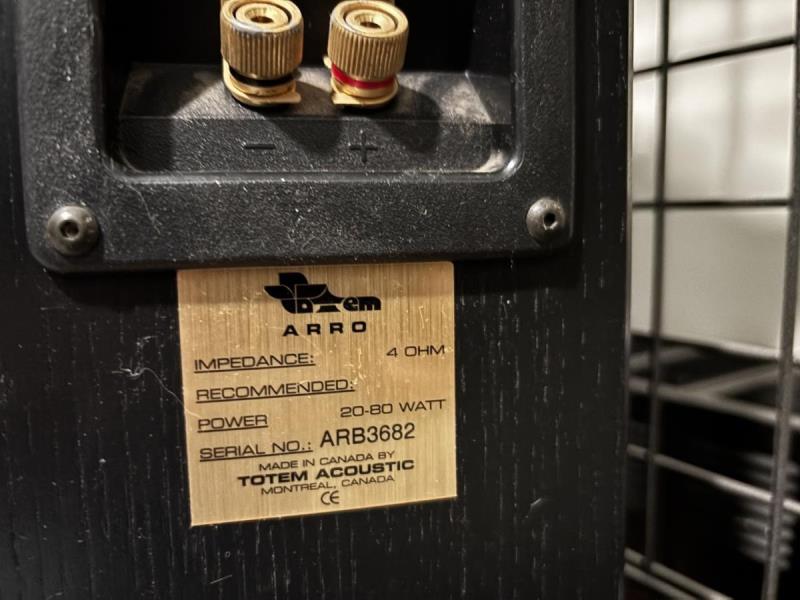 - +
Totem
ARRO
IMPEDANCE: 4 OHM
RECOMMENDED:
POWER 20-80 WATT
SERIAL NO.: ARB3682
MADE IN CANADA BY
TOTEM ACOUSTIC
MONTREAL, CANADA
CE